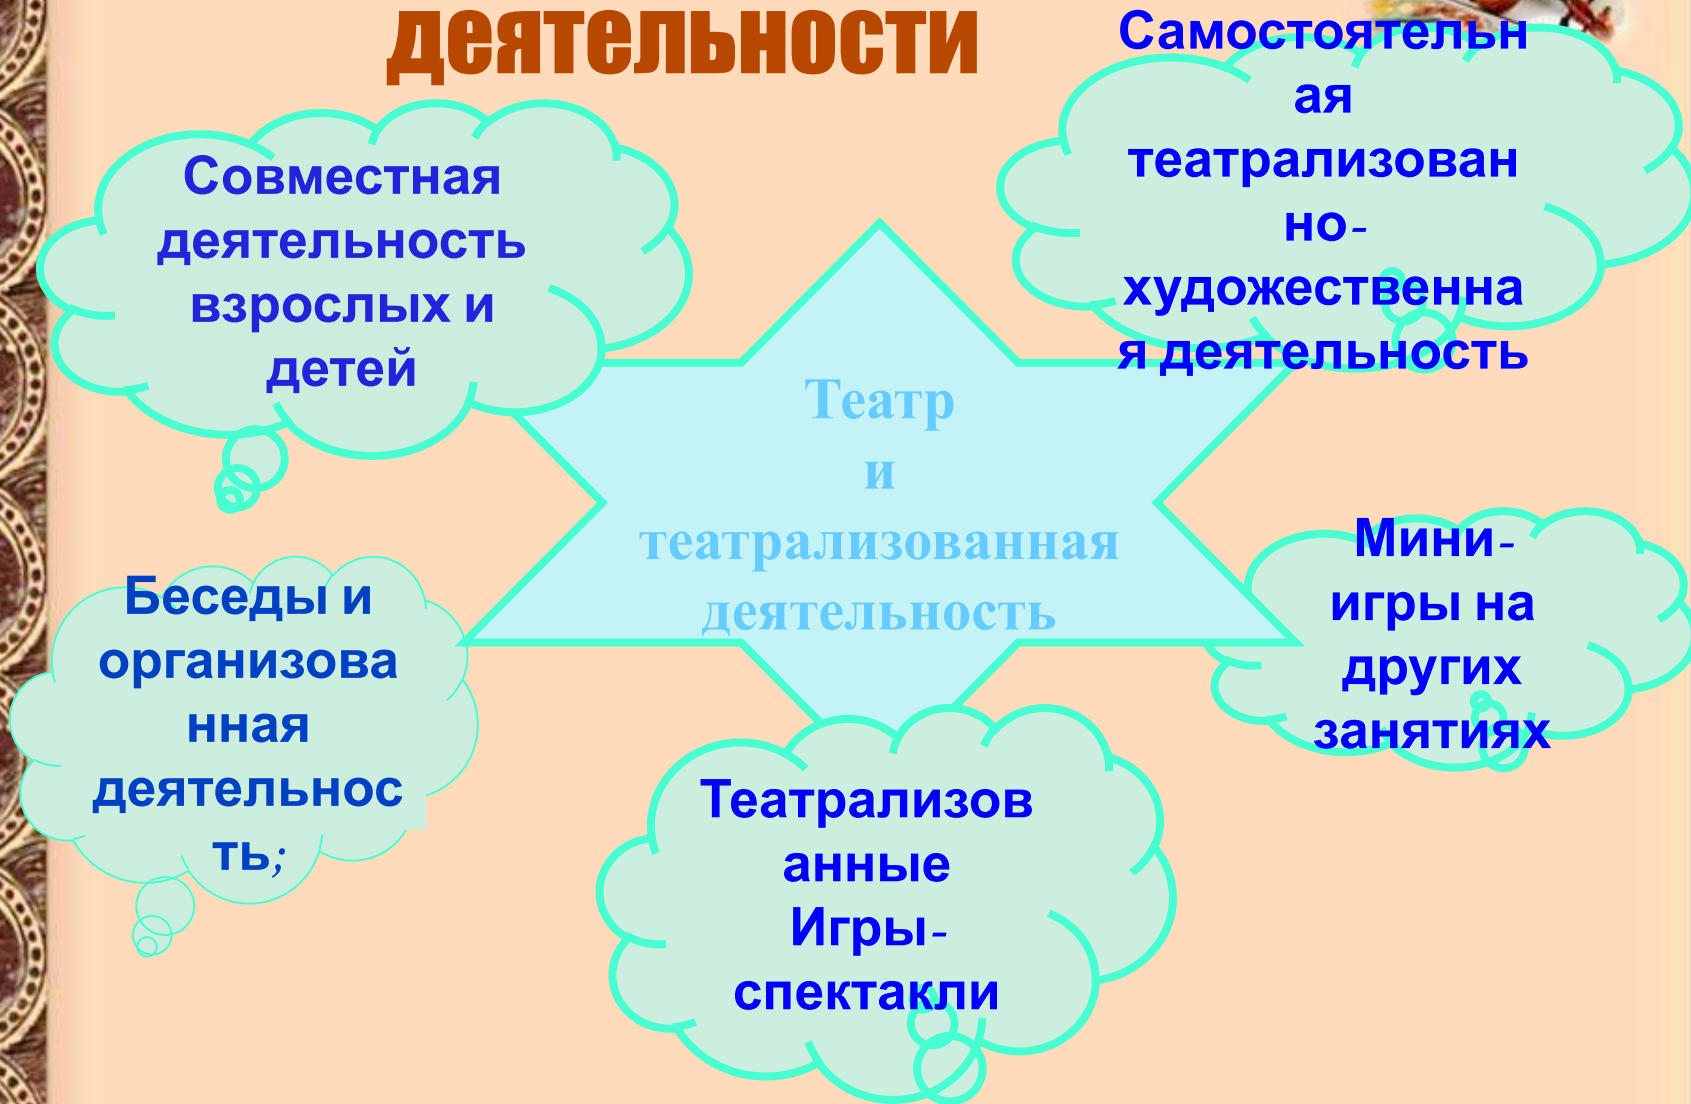 деятельности
Совместная
деятельность
взрослых и
детей
Самостоятельн
ая
театрализован
но-
художественна
я деятельность
Театр
и
театрализованная
деятельность
Беседы и
организова
нная
деятельнос
ть;
Мини-
игры на
других
занятиях
Театрализов
анные
Игры-
спектакли